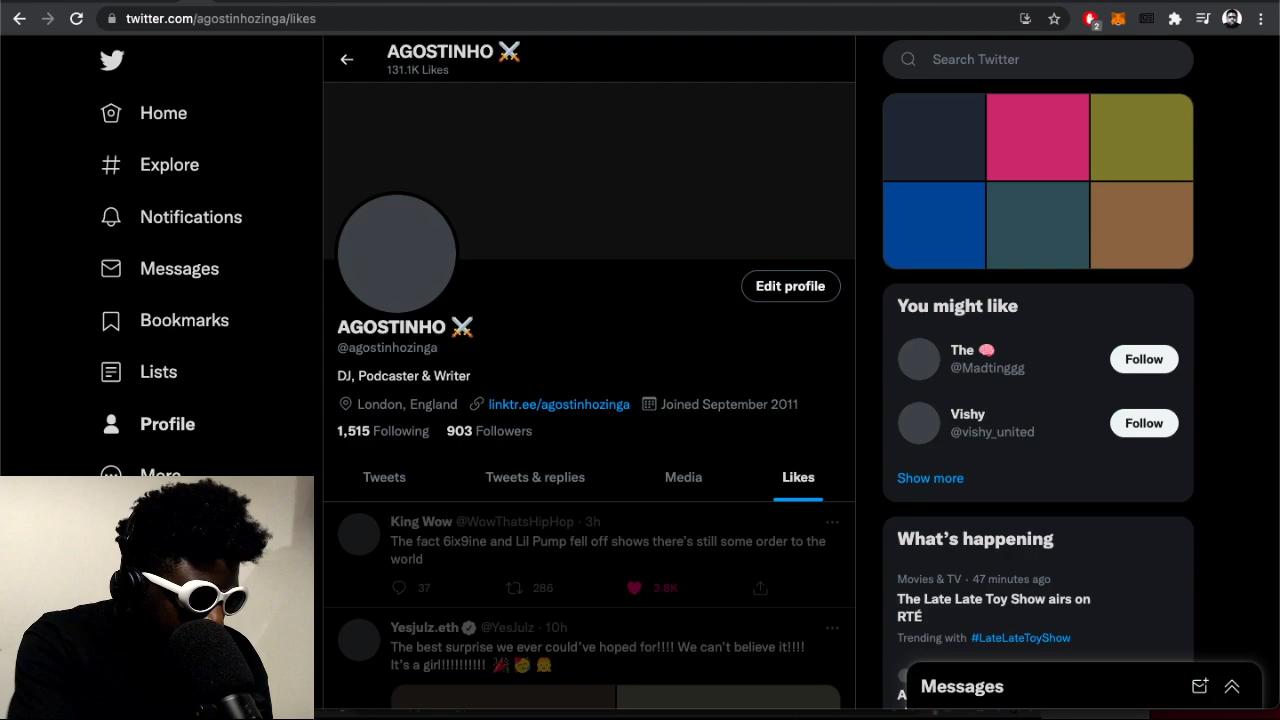 twitter.com/agostinhozinga/likes
2
Home
Explore
Notifications
Messages
Bookmarks
Lists
Profile
More
AGOSTINHO ⚔️
131.1K Likes
Edit profile
AGOSTINHO ⚔️
@agostinhozinga
DJ, Podcaster & Writer
London, England linktr.ee/agostinhozinga Joined September 2011
1,515 Following 903 Followers
Tweets Tweets & replies Media Likes
King Wow @WowThatsHipHop · 3h
The fact 6ix9ine and Lil Pump fell off shows there's still some order to the
world
37 286 3.8K
Yesjulz.eth @YesJulz · 10h
The best surprise we ever could've hoped for!!!! We can't believe it!!!!
It's a girl!!!!!!!!!! 🎉 🥳 👶
Search Twitter
You might like
The 🧠
@Madtinggg
Follow
Vishy
@vishy_united
Follow
Show more
What's happening
Movies & TV · 47 minutes ago
The Late Late Toy Show airs on
RTÉ
Trending with #LateLateToyShow
A
Messages